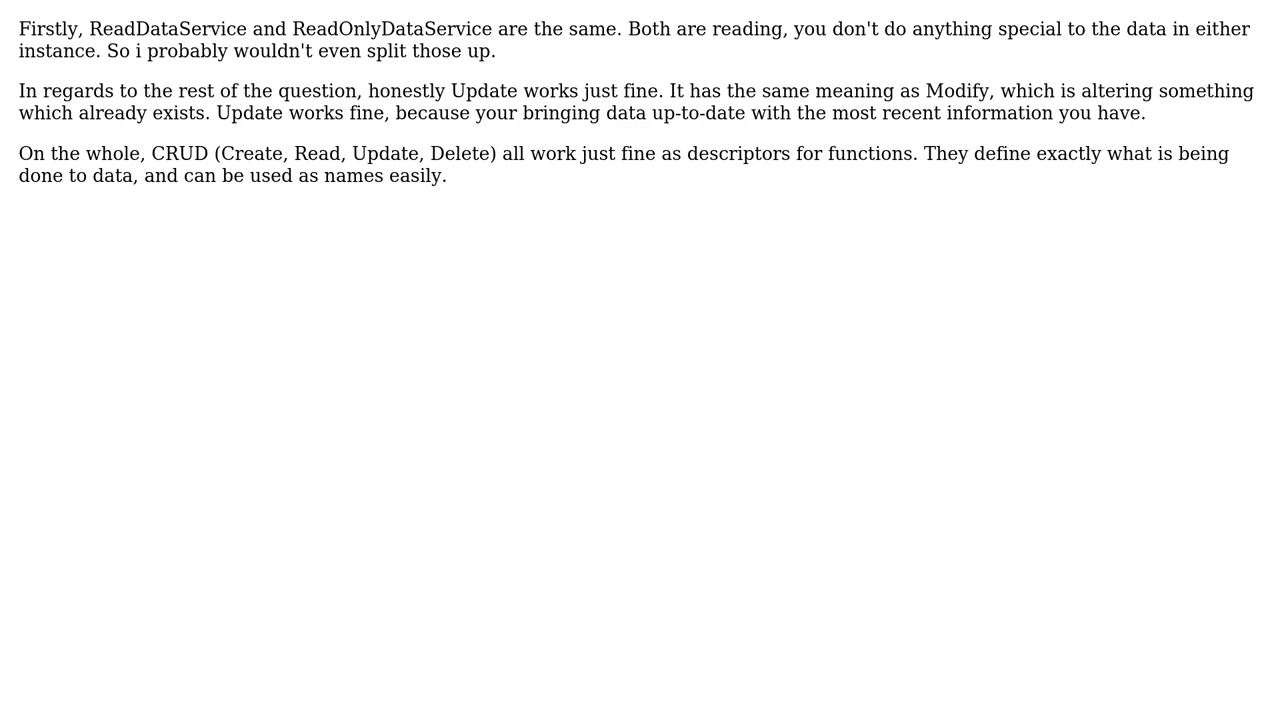 Firstly, ReadDataService and ReadOnlyDataService are the same. Both are reading, you don't do anything special to the data in either
instance. So i probably wouldn't even split those up.
In regards to the rest of the question, honestly Update works just fine. It has the same meaning as Modify, which is altering something
which already exists. Update works fine, because your bringing data up-to-date with the most recent information you have.
On the whole, CRUD (Create, Read, Update, Delete) all work just fine as descriptors for functions. They define exactly what is being
done to data, and can be used as names easily.